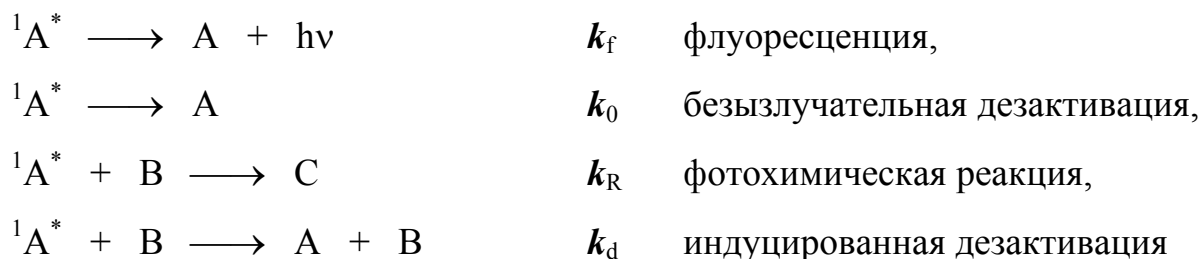 ¹A* ⟶ A + hν k_f флуоресценция,
¹A* ⟶ A k_0 безызлучательная дезактивация,
¹A* + B ⟶ C k_R фотохимическая реакция,
¹A* + B ⟶ A + B k_d индуцированная дезактивация